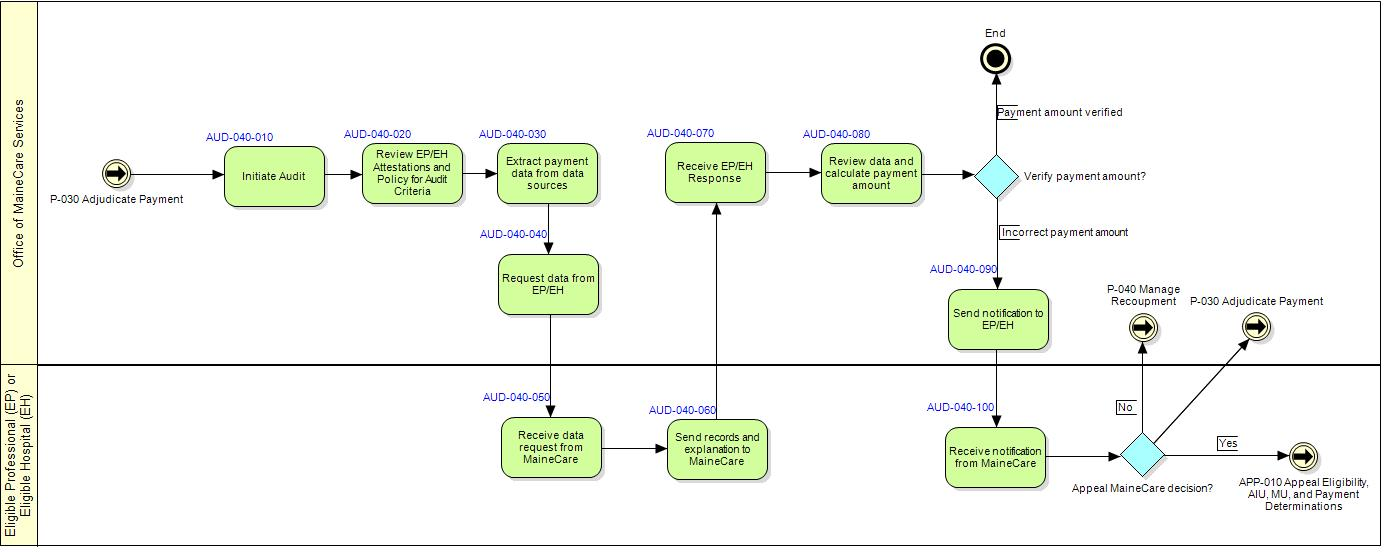 Office of MaineCare Services
P-030 Adjudicate Payment
AUD-040-010
Initiate Audit
AUD-040-020
Review EP/EH
Attestations and
Policy for Audit
Criteria
AUD-040-030
Extract payment
data from data
sources
AUD-040-040
Request data from
EP/EH
AUD-040-070
Receive EP/EH
Response
AUD-040-080
Review data and
calculate payment
amount
End
Payment amount verified
Verify payment amount?
Incorrect payment amount
AUD-040-090
Send notification to
EP/EH
P-040 Manage
Recoupment
P-030 Adjudicate Payment
Eligible Professional (EP) or
Eligible Hospital (EH)
AUD-040-050
Receive data
request from
MaineCare
AUD-040-060
Send records and
explanation to
MaineCare
AUD-040-100
Receive notification
from MaineCare
No
Yes
Appeal MaineCare decision?
APP-010 Appeal Eligibility,
AIU, MU, and Payment
Determinations